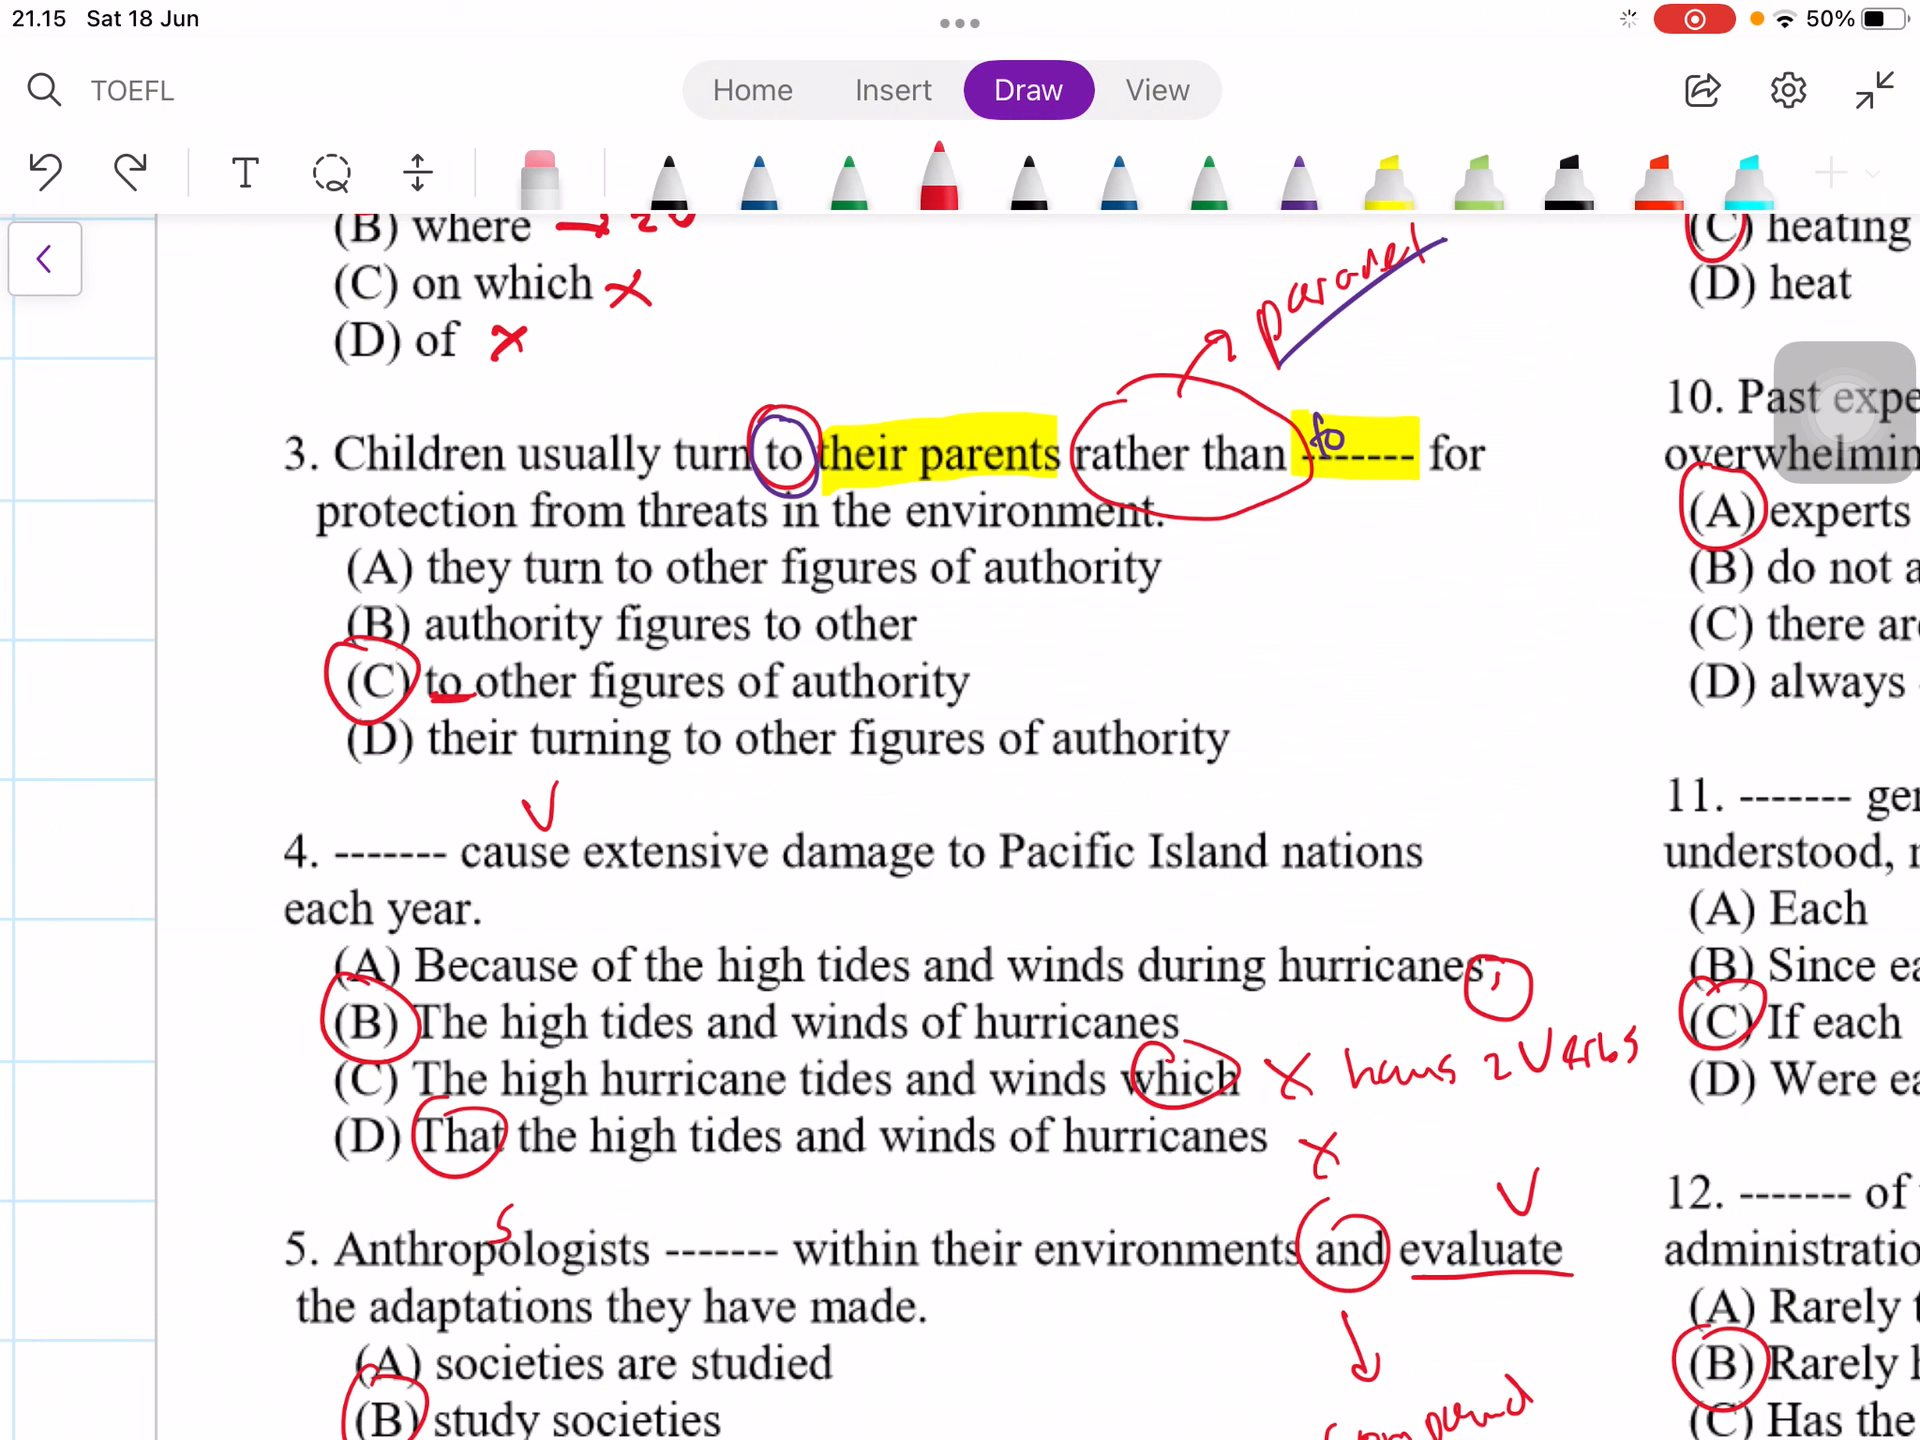 21.15 Sat 18 Jun
50%
TOEFL
Home Insert Draw View
T
(B) where
(C) on which x
(D) of x
parallel
3. Children usually turn to their parents rather than ------- for
to
protection from threats in the environment.
(A) they turn to other figures of authority
(B) authority figures to other
(C) to other figures of authority
(D) their turning to other figures of authority
V
4. ------- cause extensive damage to Pacific Island nations
each year.
(A) Because of the high tides and winds during hurricanes,
(B) The high tides and winds of hurricanes
(C) The high hurricane tides and winds which x harus 2 Verbs
(D) That the high tides and winds of hurricanes x
S
V
5. Anthropologists ------- within their environments and evaluate
the adaptations they have made.
(A) societies are studied
(B) study societies
(C) heating
(D) heat
10. Past expe
overwhelmin
(A) experts
(B) do not a
(C) there are
(D) always
11. ------- ger
understood, r
(A) Each
(B) Since ea
(C) If each
(D) Were ea
12. ------- of
administratio
(A) Rarely t
(B) Rarely h
(C) Has the